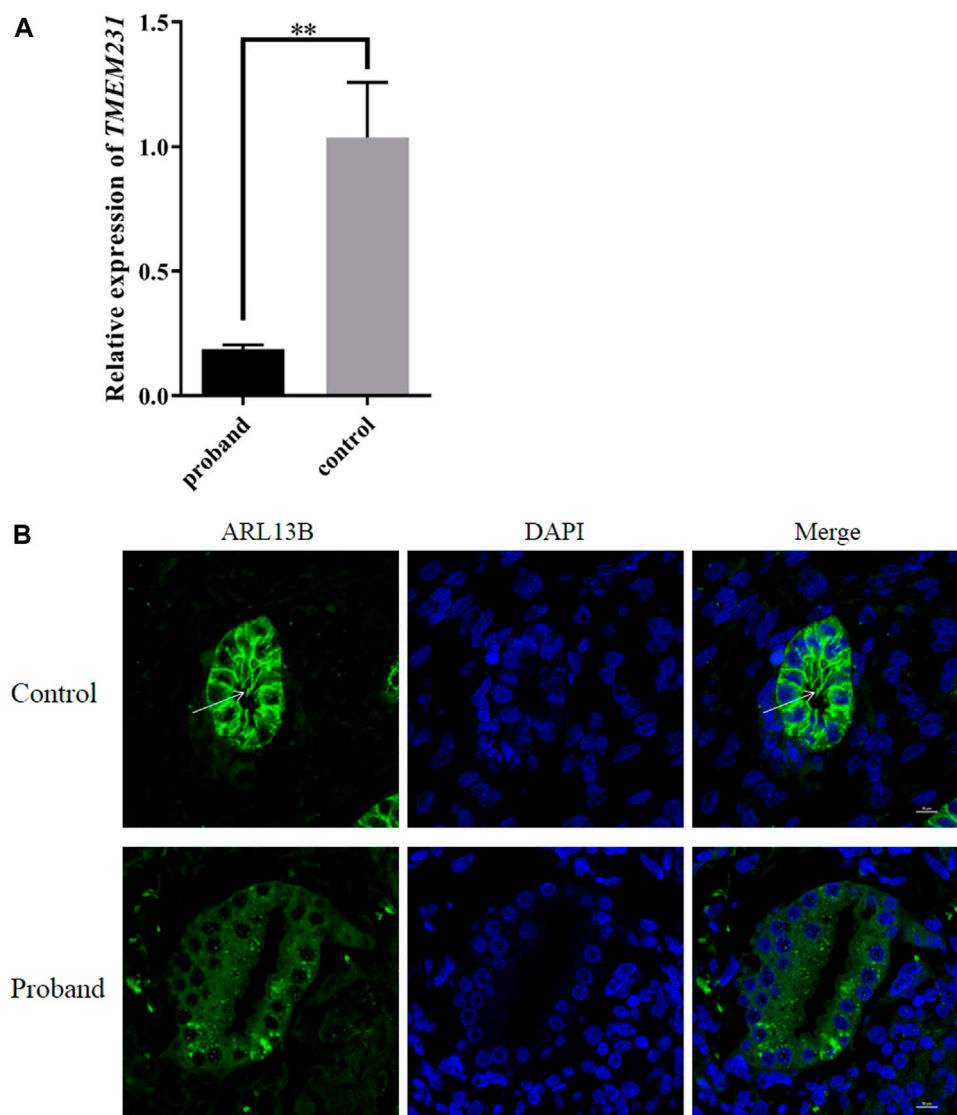 A
**
Relative expression of TMEM231
1.5
1.0
0.5
0.0
proband
control
B
ARL13B
DAPI
Merge
Control
Proband